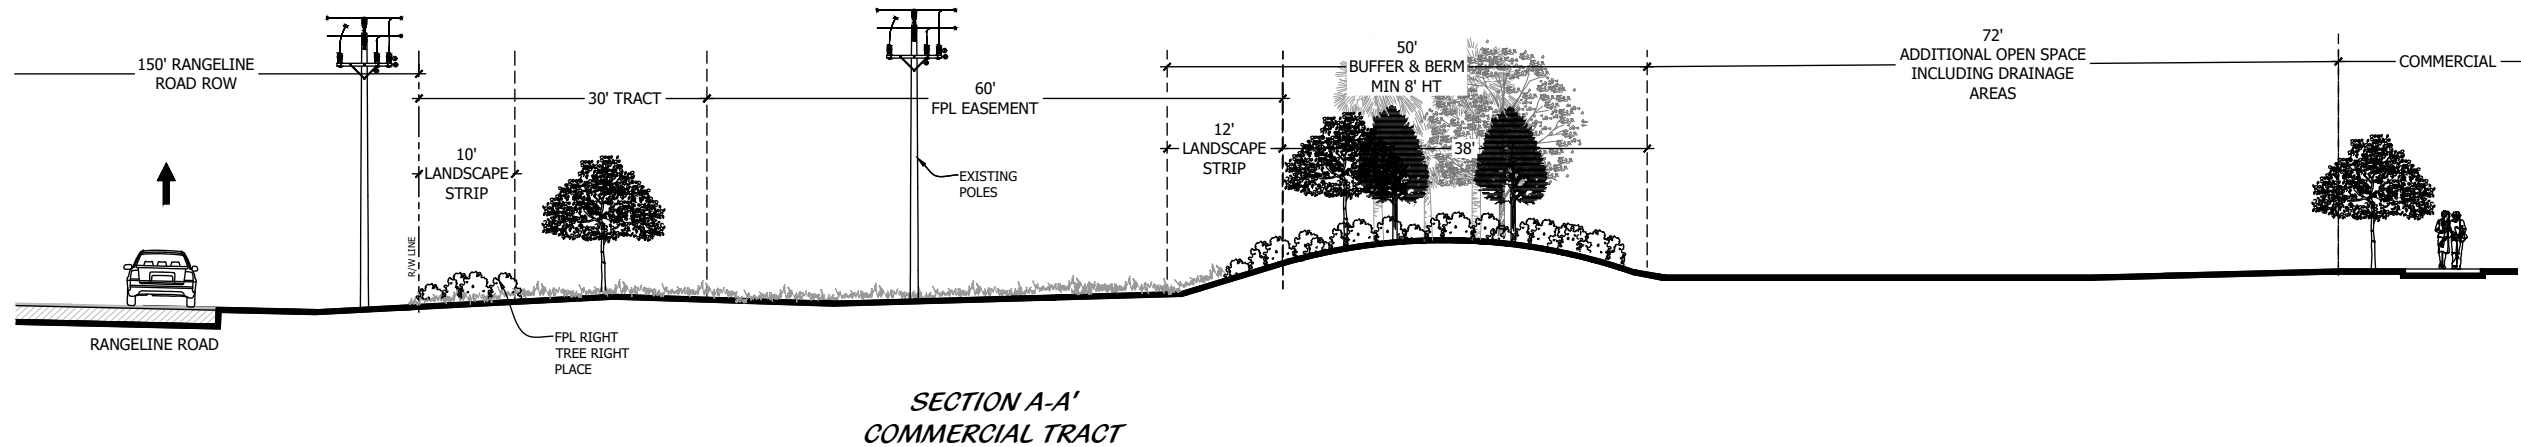 150' RANGELINE
ROAD ROW
30' TRACT
60'
FPL EASEMENT
50'
BUFFER & BERM
MIN 8' HT
72'
ADDITIONAL OPEN SPACE
INCLUDING DRAINAGE
AREAS
COMMERCIAL
10'
LANDSCAPE
STRIP
12'
LANDSCAPE
STRIP
38'
EXISTING
POLES
R/W LINE
RANGELINE ROAD
FPL RIGHT
TREE RIGHT
PLACE
SECTION A-A'
COMMERCIAL TRACT